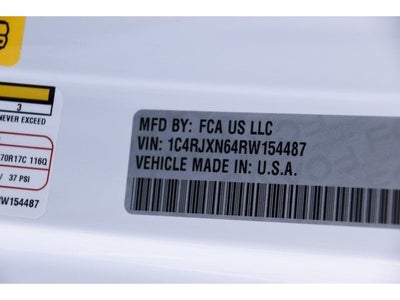 3
NEVER EXCEED
70R17C 116Q
/ 37 PSI
RW154487
MFD BY: FCA US LLC
VIN: 1C4RJXN64RW154487
VEHICLE MADE IN: U.S.A.